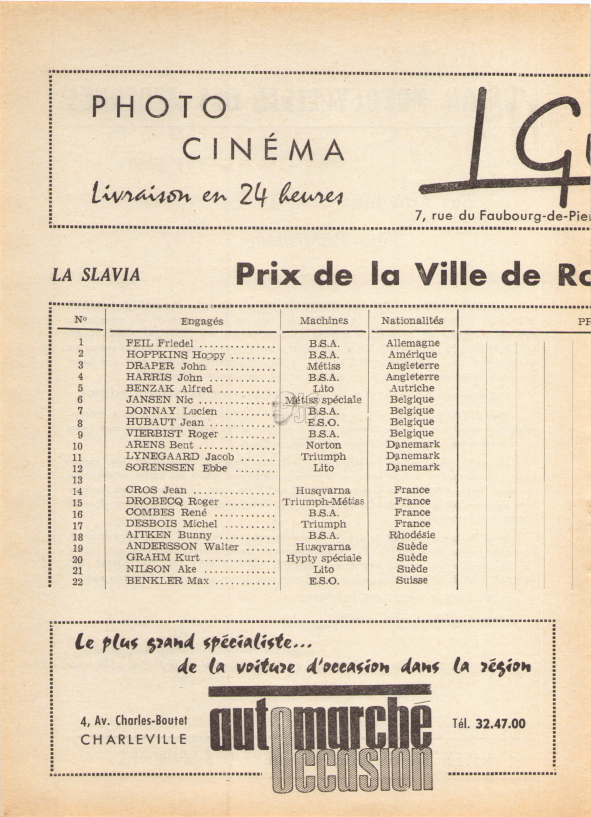 PHOTO
CINÉMA
Livraison en 24 heures
7, rue du Faubourg-de-Pie
LA SLAVIA Prix de la Ville de Ro
No Engagés Machines Nationalités PR
1 FEIL Friedel B.S.A. Allemagne
2 HOPPKINS Hoppy B.S.A. Amérique
3 DRAPER John Métiss Angleterre
4 HARRIS John B.S.A. Angleterre
5 BENZAK Alfred Lito Autriche
6 JANSEN Nic Métiss spéciale Belgique
7 DONNAY Lucien B.S.A. Belgique
8 HUBAUT Jean E.S.O. Belgique
9 VIERBIST Roger B.S.A. Belgique
10 ARENS Bent Norton Danemark
11 LYNEGAARD Jacob Triumph Danemark
12 SORENSSEN Ebbe Lito Danemark
13
14 CROS Jean Husqvarna France
15 DROBECQ Roger Triumph-Métiss France
16 COMBES René B.S.A. France
17 DESBOIS Michel Triumph France
18 AITKEN Bunny B.S.A. Rhodésie
19 ANDERSSON Walter Husqvarna Suède
20 GRAHM Kurt Hypty spéciale Suède
21 NILSON Ake Lito Suède
22 BENKLER Max E.S.O. Suisse
Le plus grand spécialiste...
de la voiture d'occasion dans la région
4, Av. Charles-Boutet
CHARLEVILLE
automarché
Occasion
Tél. 32.47.00